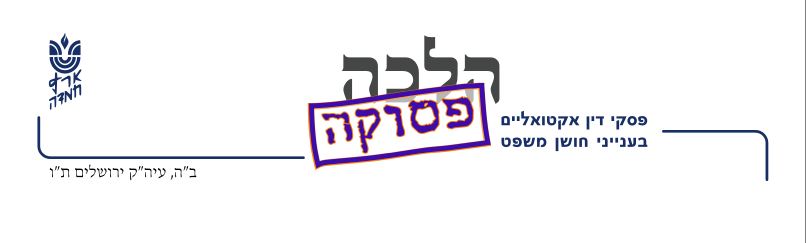 ארץ
חמדה
הלכה
פסוקה
פסקי דין אקטואליים
בענייני חושן משפט
ב"ה, עיה"ק ירושלים ת"ו